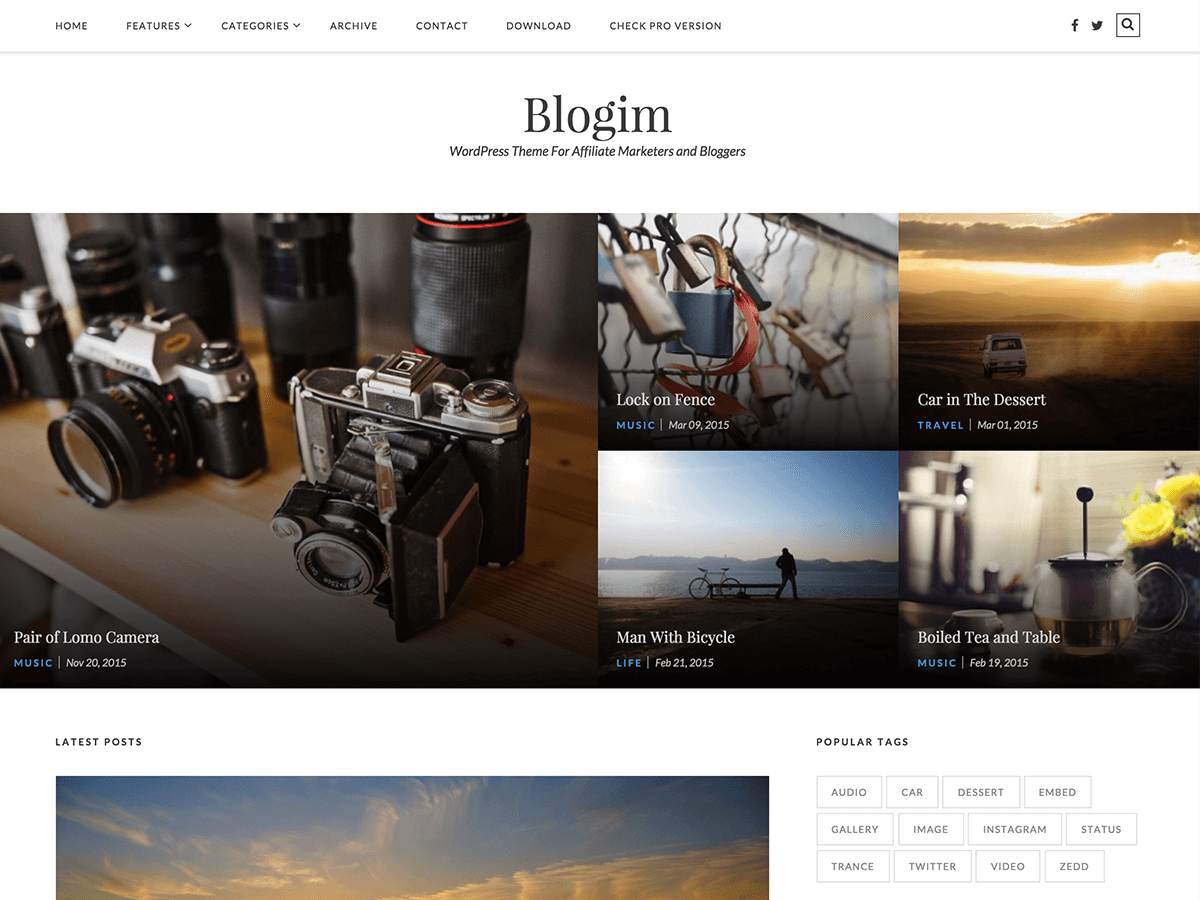 HOME FEATURES CATEGORIES ARCHIVE CONTACT DOWNLOAD CHECK PRO VERSION
Blogim
WordPress Theme For Affiliate Marketers and Bloggers
Lock on Fence
MUSIC | Mar 09, 2015
Car in The Dessert
TRAVEL | Mar 01, 2015
Pair of Lomo Camera
MUSIC | Nov 20, 2015
Man With Bicycle
LIFE | Feb 21, 2015
Boiled Tea and Table
MUSIC | Feb 19, 2015
LATEST POSTS
POPULAR TAGS
AUDIO CAR DESSERT EMBED
GALLERY IMAGE INSTAGRAM STATUS
TRANCE TWITTER VIDEO ZEDD